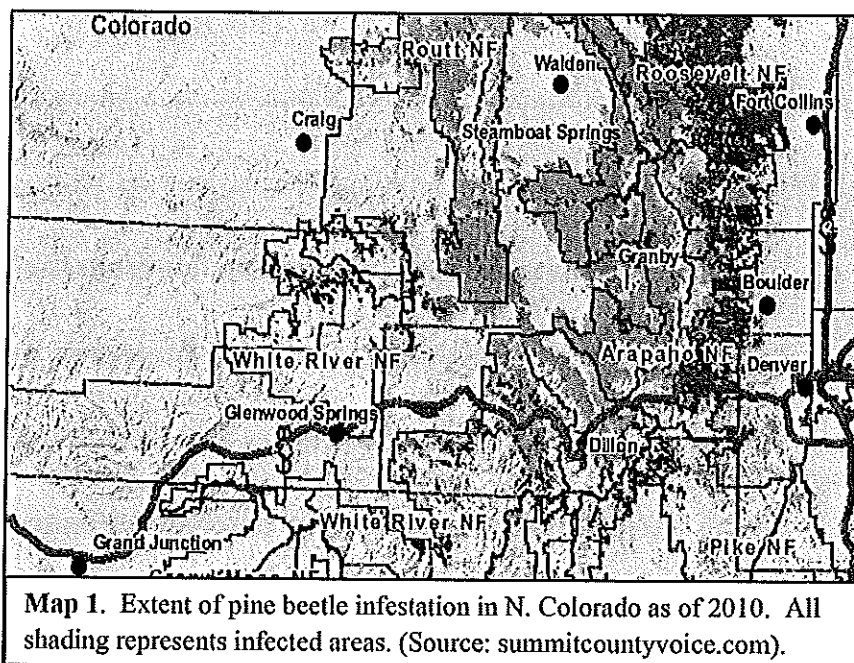 Colorado
Routt NF
Walden
Roosevelt NF
Fort Collins
Craig
Steamboat Springs
Granby
Boulder
White River NF
Arapaho NF
Denver
Glenwood Springs
Dillon
White River NF
Grand Junction
Pike NF
Map 1. Extent of pine beetle infestation in N. Colorado as of 2010. All
shading represents infected areas. (Source: summitcountyvoice.com).